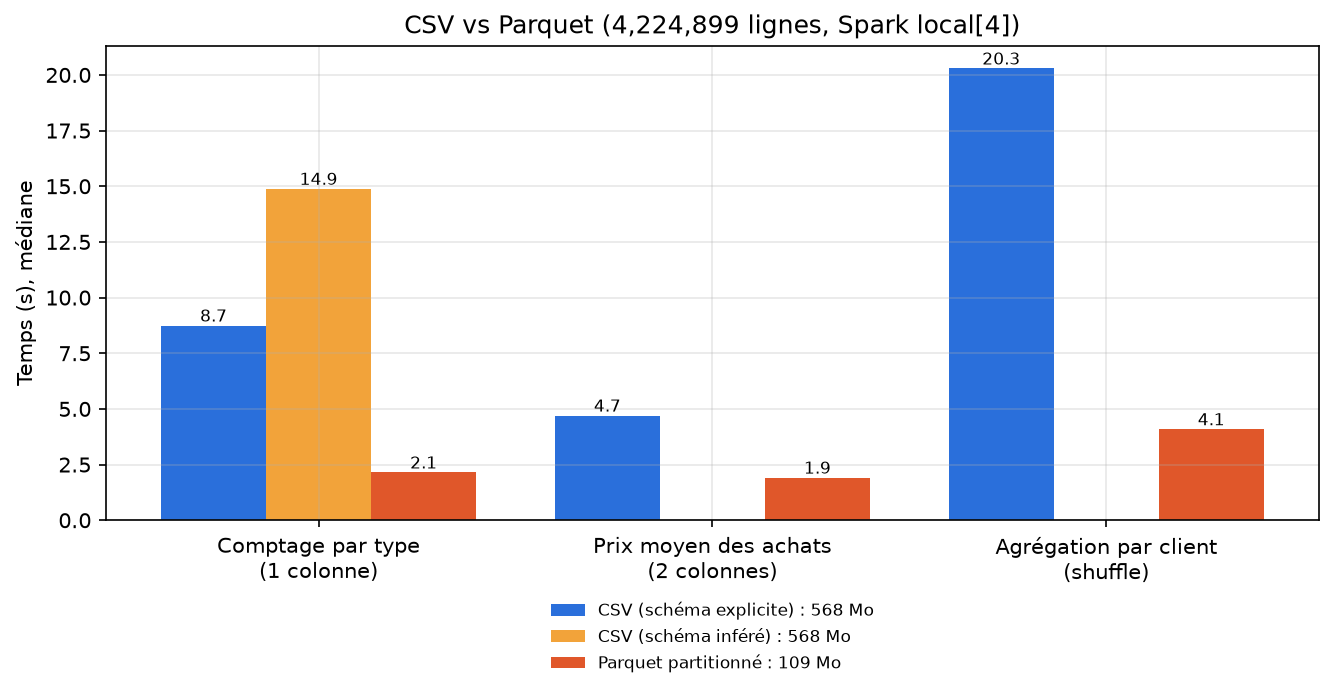 CSV vs Parquet (4,224,899 lignes, Spark local[4])
Temps (s), médiane
20.0
17.5
15.0
12.5
10.0
7.5
5.0
2.5
0.0
8.7
14.9
2.1
4.7
1.9
20.3
4.1
Comptage par type
(1 colonne)
Prix moyen des achats
(2 colonnes)
Agrégation par client
(shuffle)
CSV (schéma explicite) : 568 Mo
CSV (schéma inféré) : 568 Mo
Parquet partitionné : 109 Mo